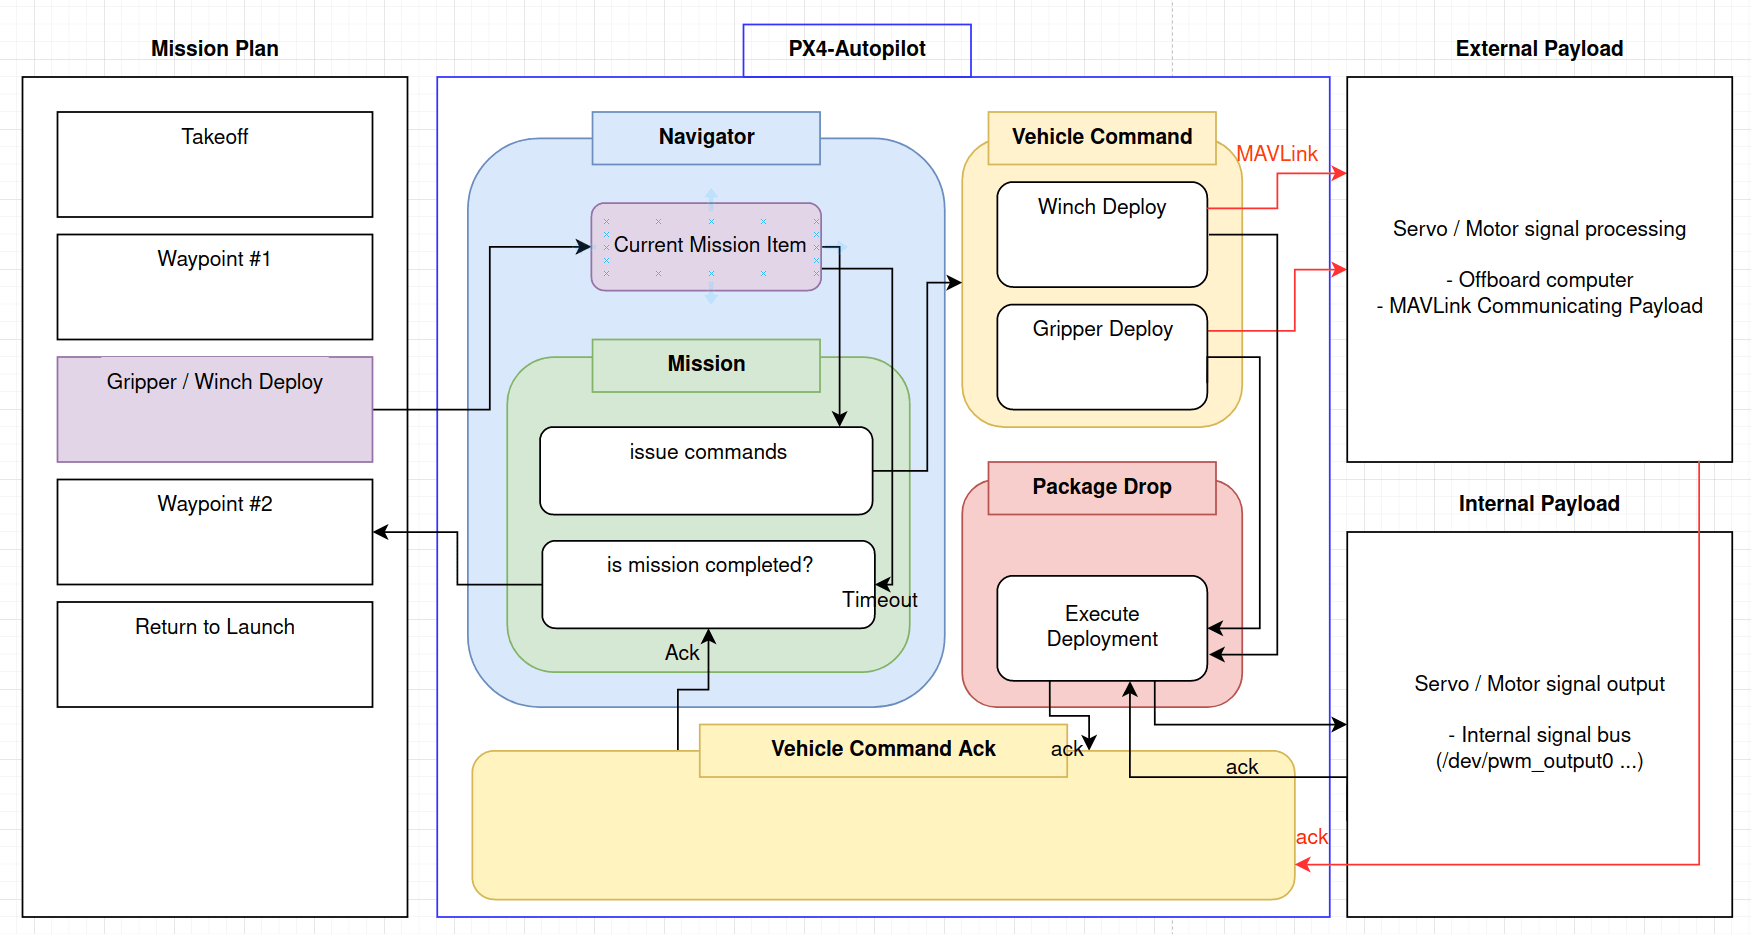 Mission Plan
Takeoff
Waypoint #1
Gripper / Winch Deploy
Waypoint #2
Return to Launch
PX4-Autopilot
Navigator
Current Mission Item
Mission
issue commands
is mission completed?
Timeout
Ack
Vehicle Command
Winch Deploy
Gripper Deploy
MAVLink
Package Drop
Execute
Deployment
Vehicle Command Ack
ack
ack
ack
External Payload
Servo / Motor signal processing
- Offboard computer
- MAVLink Communicating Payload
Internal Payload
Servo / Motor signal output
- Internal signal bus
(/dev/pwm_output0 ...)